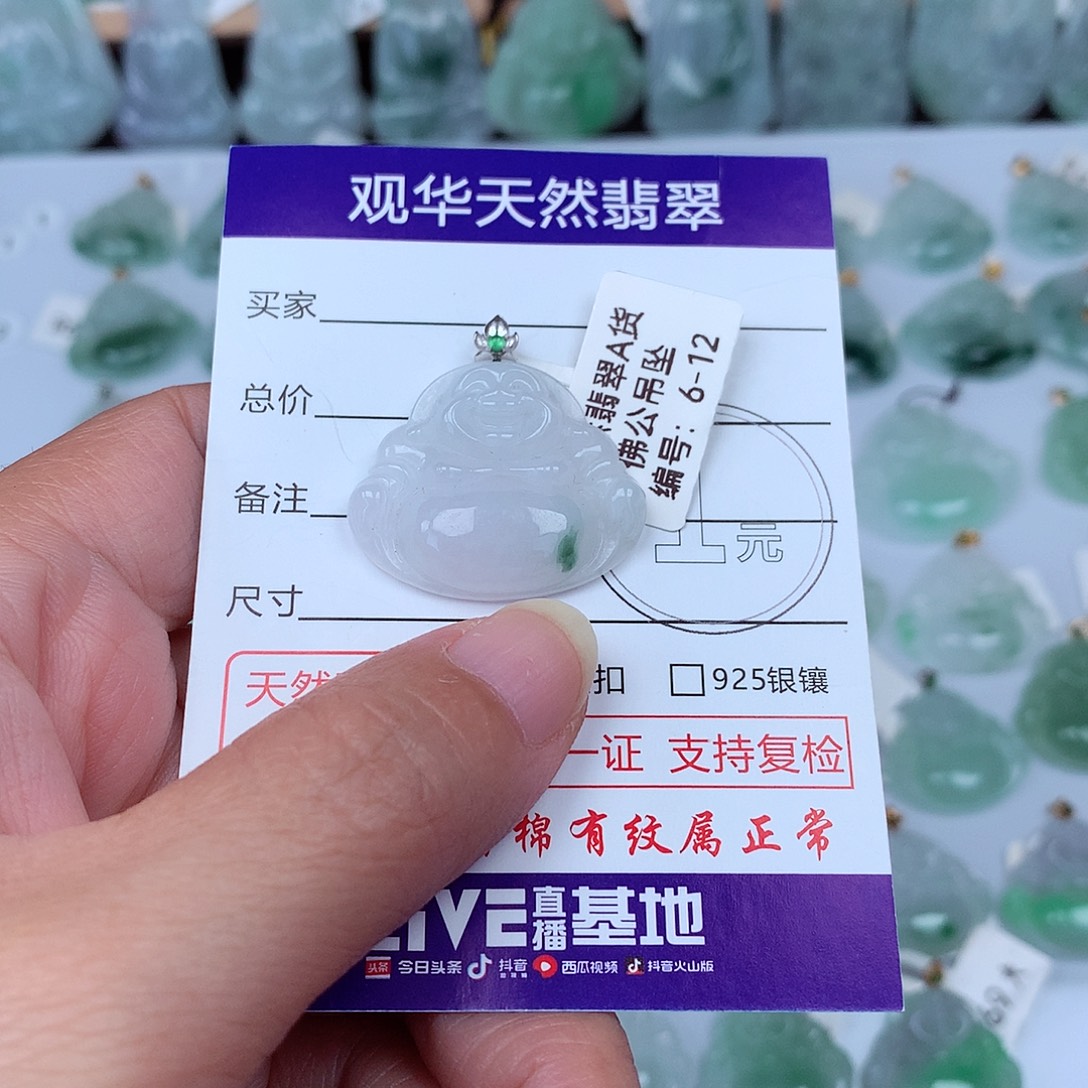 观华天然翡翠
买家
总价
备注
尺寸
翡翠A货
佛公吊坠
编号：6-12
1元
天然
扣 □925银镶
一证 支持复检
棉有纹属正常
LIVE直播基地
头条 今日头条 抖音 西瓜视频 抖音火山版